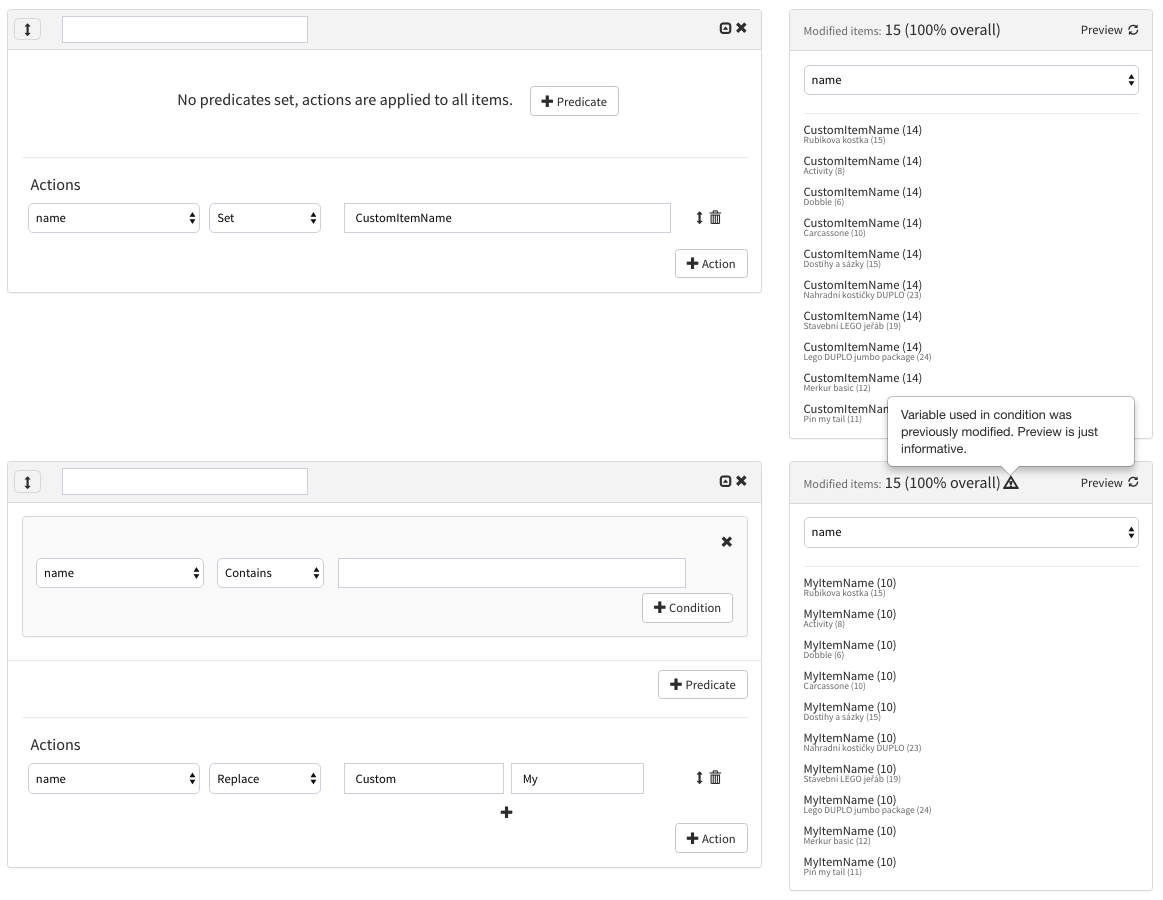 No predicates set, actions are applied to all items.
Predicate
Actions
name Set CustomItemName
Action
Modified items: 15 (100% overall) Preview
name
CustomItemName (14)
Rubikova kostka (15)
CustomItemName (14)
Activity (8)
CustomItemName (14)
Dobble (6)
CustomItemName (14)
Carcassone (10)
CustomItemName (14)
Dostihy a sázky (15)
CustomItemName (14)
Nahradní kostičky DUPLO (23)
CustomItemName (14)
Stavební LEGO jeřáb (19)
CustomItemName (14)
Lego DUPLO jumbo package (24)
CustomItemName (14)
Merkur basic (12)
CustomItemN
Pin my tail (11)
Variable used in condition was
previously modified. Preview is just
informative.
name Contains
Condition
Predicate
Actions
name Replace Custom My
Action
Modified items: 15 (100% overall) Preview
name
MyItemName (10)
Rubikova kostka (15)
MyItemName (10)
Activity (8)
MyItemName (10)
Dobble (6)
MyItemName (10)
Carcassone (10)
MyItemName (10)
Dostihy a sázky (15)
MyItemName (10)
Nahradní kostičky DUPLO (23)
MyItemName (10)
Stavební LEGO jeřáb (19)
MyItemName (10)
Lego DUPLO jumbo package (24)
MyItemName (10)
Merkur basic (12)
MyItemName (10)
Pin my tail (11)